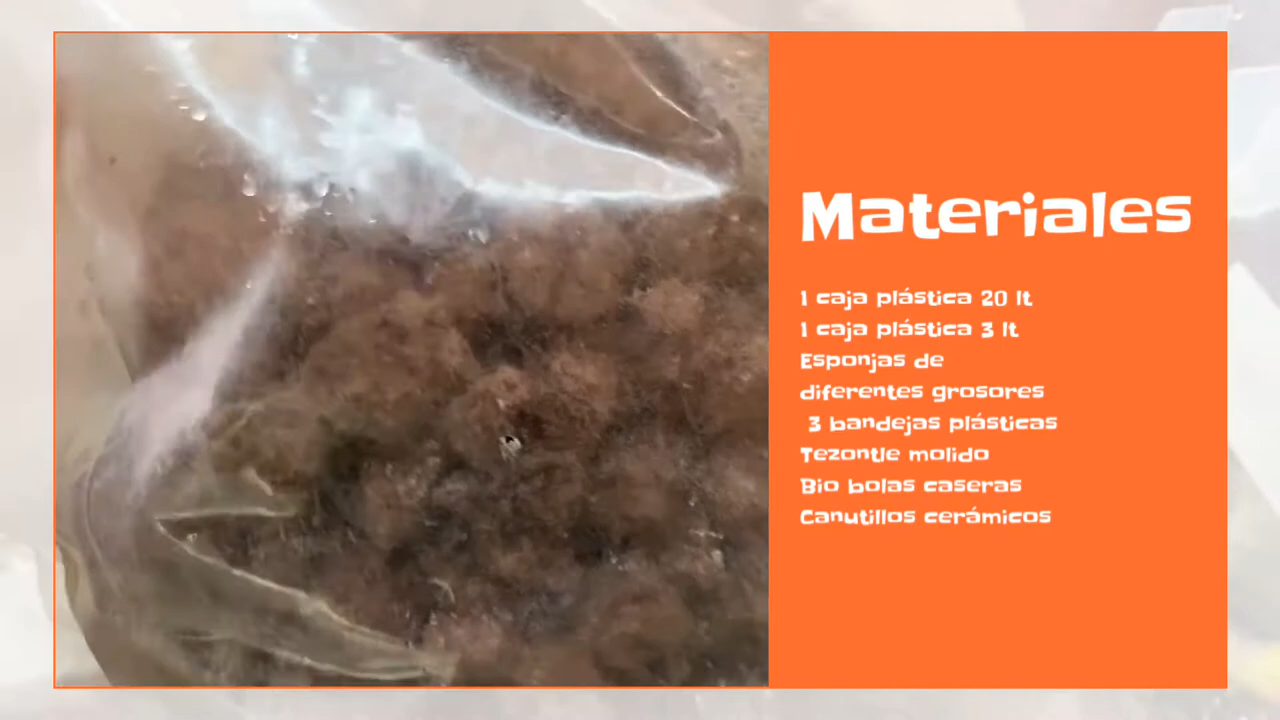 Materiales
1 caja plástica 20 lt
1 caja plástica 3 lt
Esponjas de
diferentes grosores
3 bandejas plásticas
Tezontle molido
Bio bolas caseras
Canutillos cerámicos